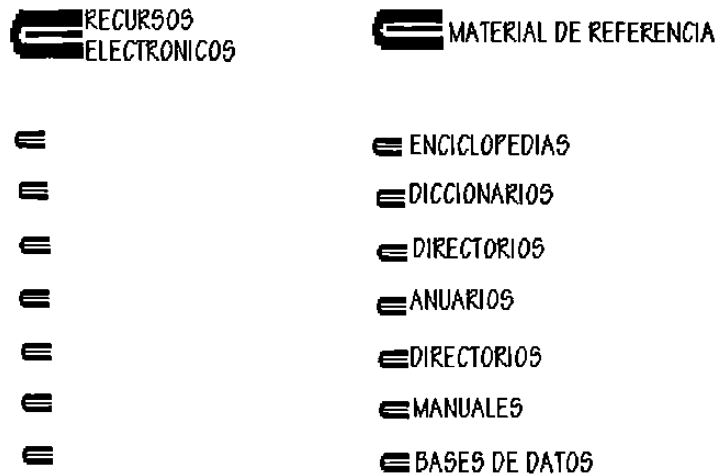 RECURSOS
ELECTRONICOS
MATERIAL DE REFERENCIA
ENCICLOPEDIAS
DICCIONARIOS
DIRECTORIOS
ANUARIOS
DIRECTORIOS
MANUALES
BASES DE DATOS